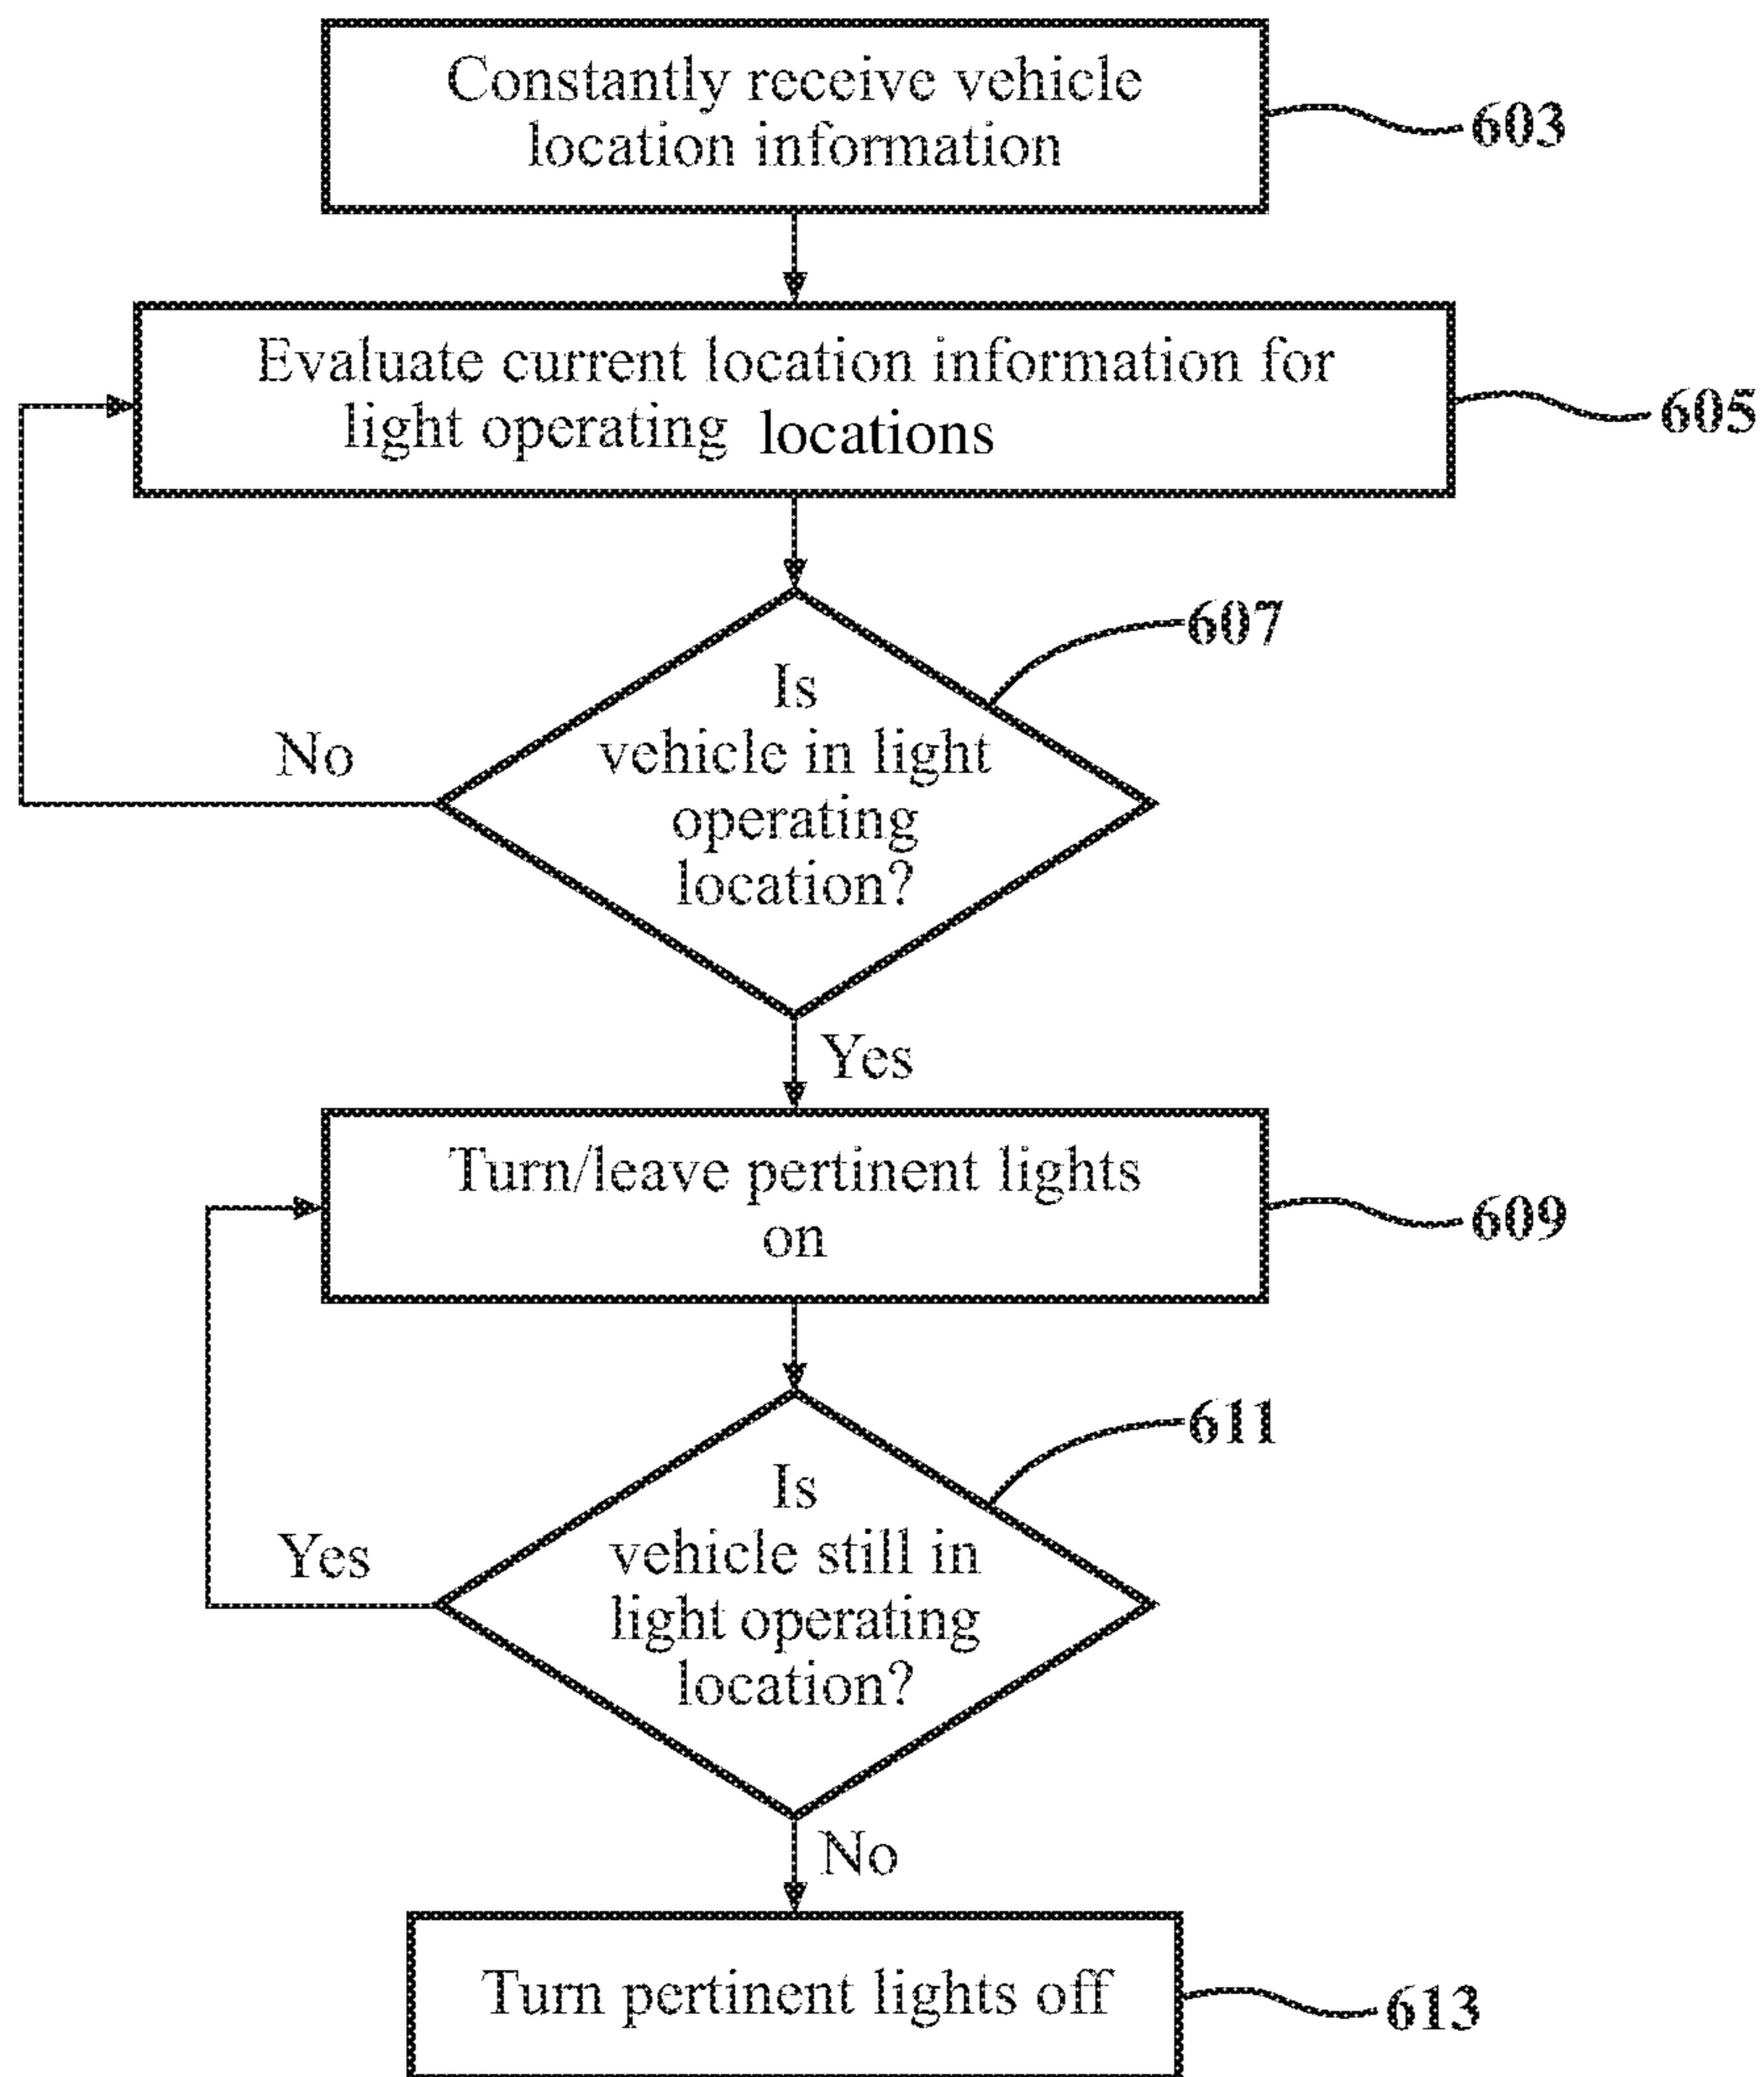 Constantly receive vehicle
location information
603
Evaluate current location information for
light operating locations
605
607
Is
vehicle in light
operating
location?
No
Yes
Turn/leave pertinent lights
on
609
611
Is
vehicle still in
light operating
location?
Yes
No
Turn pertinent lights off
613